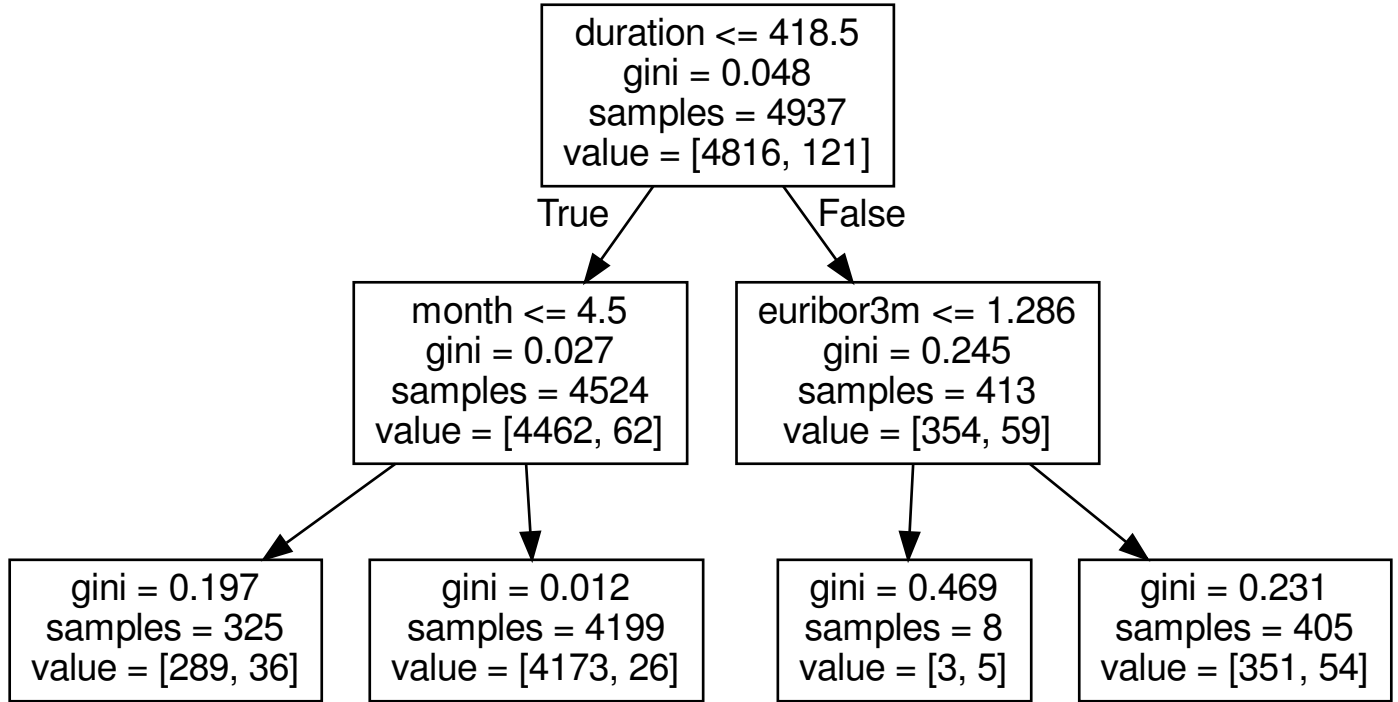 duration <= 418.5
gini = 0.048
samples = 4937
value = [4816, 121]
True
False
month <= 4.5
gini = 0.027
samples = 4524
value = [4462, 62]
euribor3m <= 1.286
gini = 0.245
samples = 413
value = [354, 59]
gini = 0.197
samples = 325
value = [289, 36]
gini = 0.012
samples = 4199
value = [4173, 26]
gini = 0.469
samples = 8
value = [3, 5]
gini = 0.231
samples = 405
value = [351, 54]